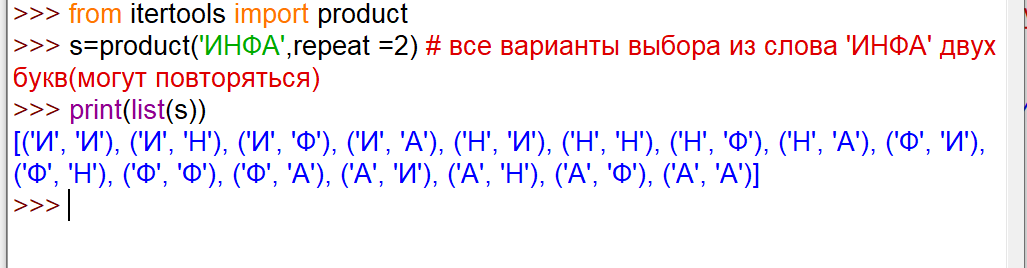 >>> from itertools import product
>>> s=product('ИНФА',repeat =2) # все варианты выбора из слова 'ИНФА' двух
букв(могут повторяться)
>>> print(list(s))
[('И', 'И'), ('И', 'Н'), ('И', 'Ф'), ('И', 'А'), ('Н', 'И'), ('Н', 'Н'), ('Н', 'Ф'), ('Н', 'А'), ('Ф', 'И'),
('Ф', 'Н'), ('Ф', 'Ф'), ('Ф', 'А'), ('А', 'И'), ('А', 'Н'), ('А', 'Ф'), ('А', 'А')]
>>>